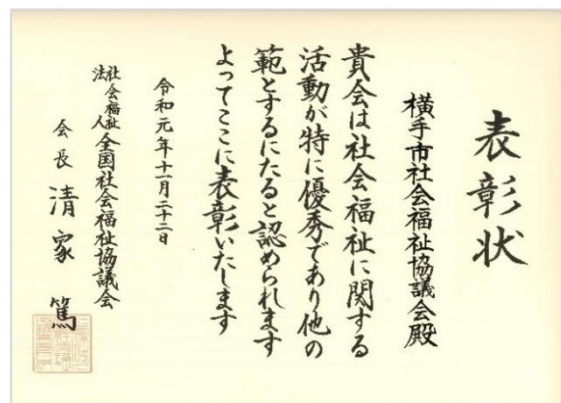 表彰状
横手市社会福祉協議会殿
貴会は社会福祉に関する
活動が特に優秀であり他の
範とするにたると認められます
よってここに表彰いたします
令和元年十一月二十二日
社会福祉法人全国社会福祉協議会
会長 清家 篤